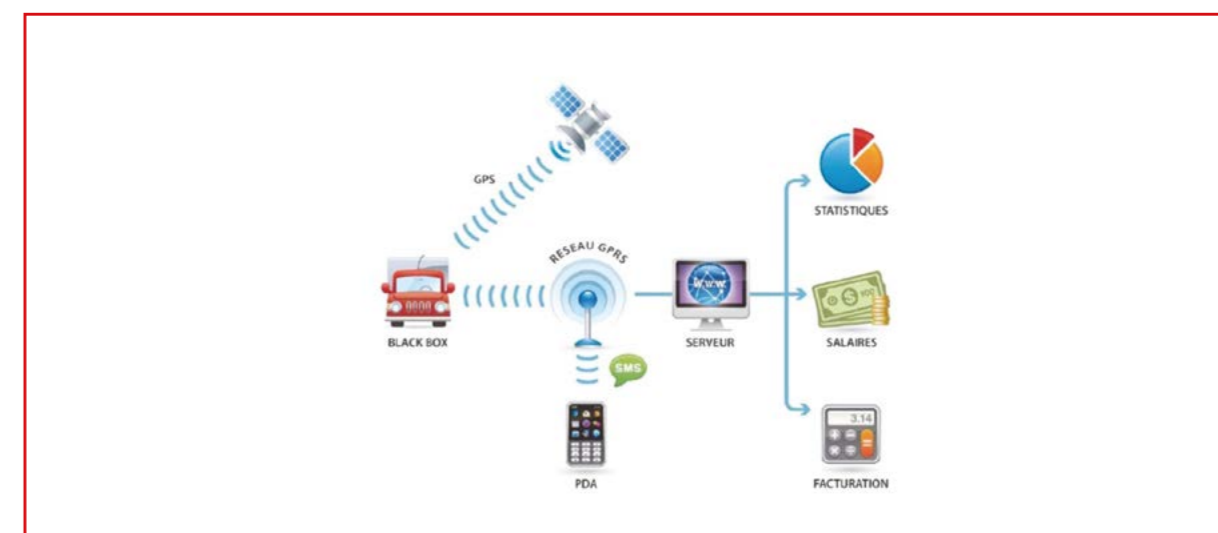 GPS
RESEAU GPRS
STATISTIQUES
www.
BLACK BOX
SERVEUR
SALAIRES
SMS
3.14
PDA
FACTURATION